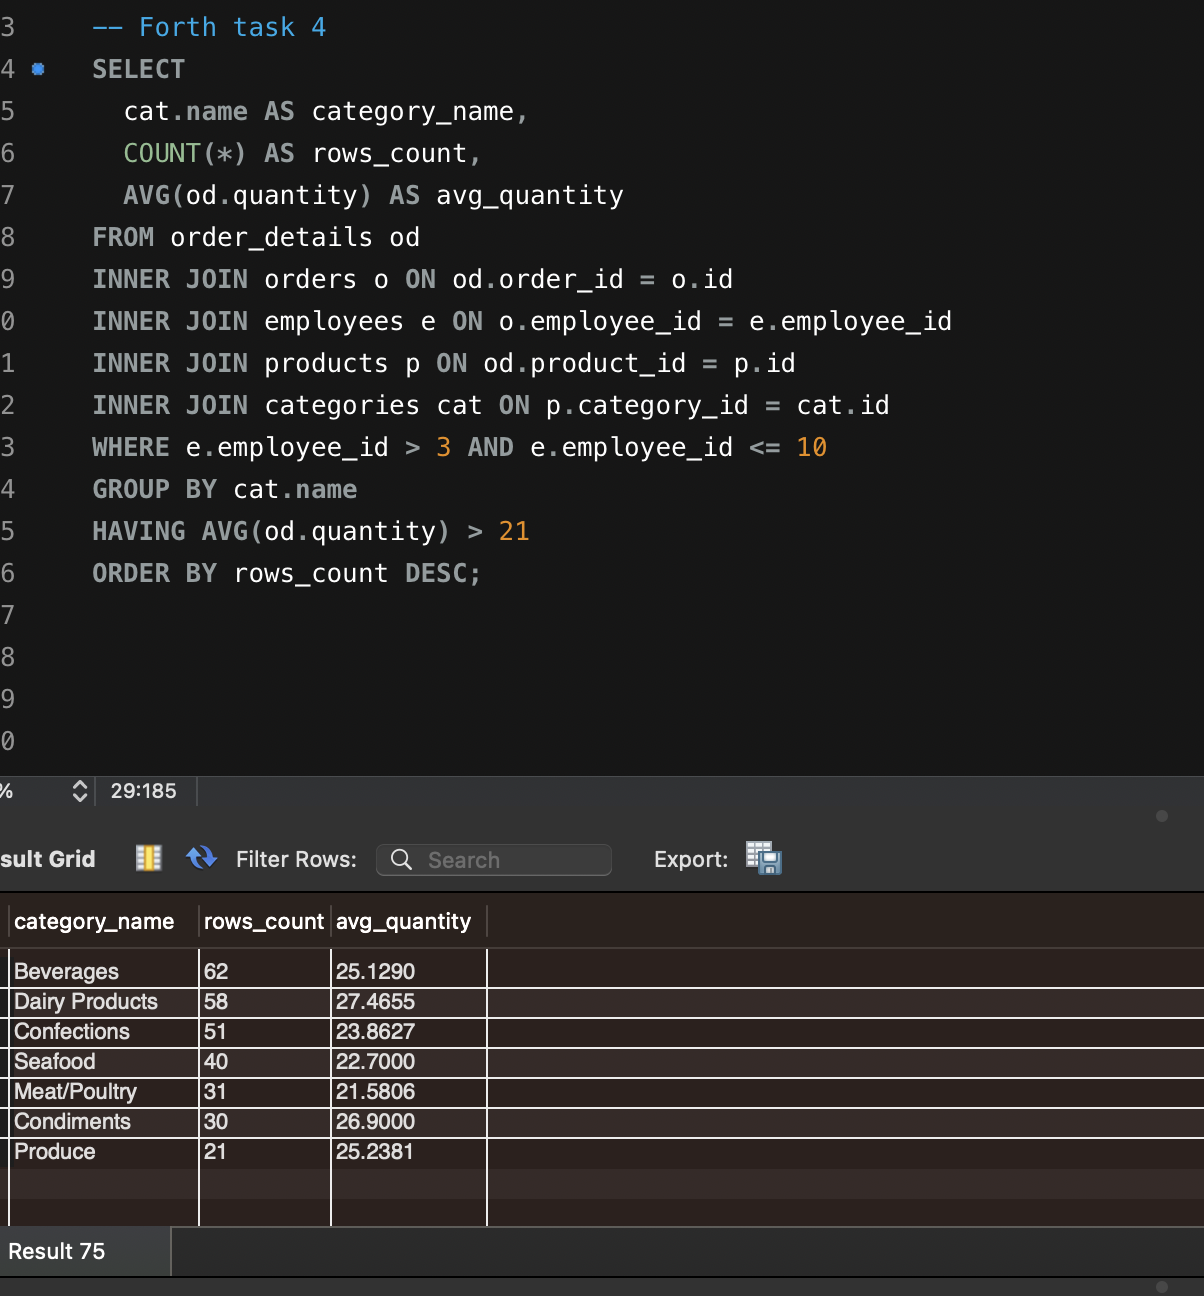 3 -- Forth task 4
4 SELECT
5 cat.name AS category_name,
6 COUNT(*) AS rows_count,
7 AVG(od.quantity) AS avg_quantity
8 FROM order_details od
9 INNER JOIN orders o ON od.order_id = o.id
0 INNER JOIN employees e ON o.employee_id = e.employee_id
1 INNER JOIN products p ON od.product_id = p.id
2 INNER JOIN categories cat ON p.category_id = cat.id
3 WHERE e.employee_id > 3 AND e.employee_id <= 10
4 GROUP BY cat.name
5 HAVING AVG(od.quantity) > 21
6 ORDER BY rows_count DESC;
7
8
9
0
% 29:185
sult Grid Filter Rows: Search Export:
category_name rows_count avg_quantity
Beverages 62 25.1290
Dairy Products 58 27.4655
Confections 51 23.8627
Seafood 40 22.7000
Meat/Poultry 31 21.5806
Condiments 30 26.9000
Produce 21 25.2381
Result 75